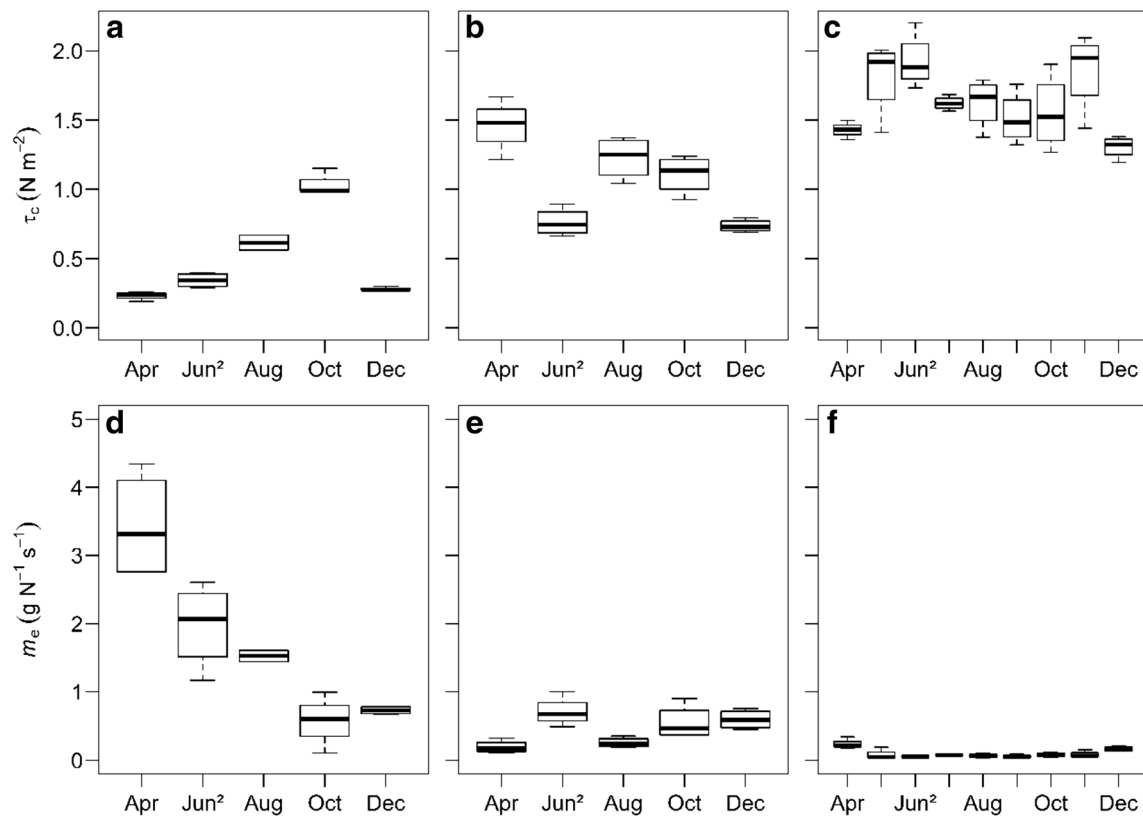 a
b
c
τc (N m⁻²)
2.0
1.5
1.0
0.5
0.0
Apr Jun² Aug Oct Dec
Apr Jun² Aug Oct Dec
Apr Jun² Aug Oct Dec
d
e
f
me (g N⁻¹ s⁻¹)
5
4
3
2
1
0
Apr Jun² Aug Oct Dec
Apr Jun² Aug Oct Dec
Apr Jun² Aug Oct Dec